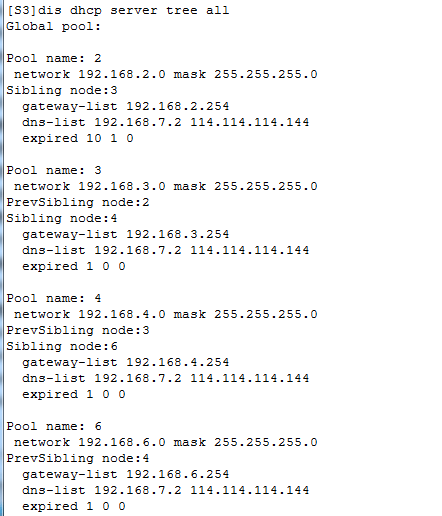 [S3]dis dhcp server tree all
Global pool:
Pool name: 2
network 192.168.2.0 mask 255.255.255.0
Sibling node:3
gateway-list 192.168.2.254
dns-list 192.168.7.2 114.114.114.144
expired 10 1 0
Pool name: 3
network 192.168.3.0 mask 255.255.255.0
PrevSibling node:2
Sibling node:4
gateway-list 192.168.3.254
dns-list 192.168.7.2 114.114.114.144
expired 1 0 0
Pool name: 4
network 192.168.4.0 mask 255.255.255.0
PrevSibling node:3
Sibling node:6
gateway-list 192.168.4.254
dns-list 192.168.7.2 114.114.114.144
expired 1 0 0
Pool name: 6
network 192.168.6.0 mask 255.255.255.0
PrevSibling node:4
gateway-list 192.168.6.254
dns-list 192.168.7.2 114.114.114.144
expired 1 0 0